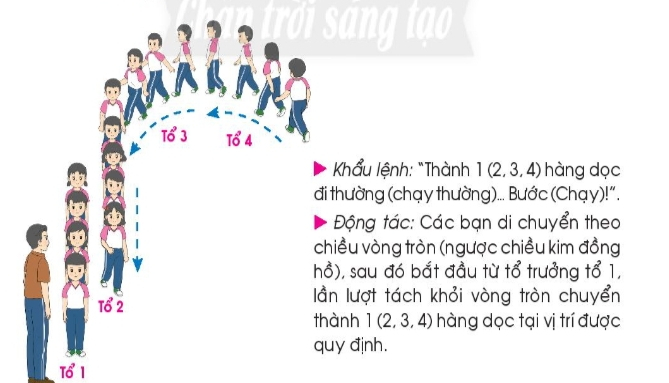 Chân trời sáng tạo
Tổ 3
Tổ 4
Tổ 2
Tổ 1
▶ Khẩu lệnh: “Thành 1 (2, 3, 4) hàng dọc
đi thường (chạy thường)... Bước (Chạy)!”.
▶ Động tác: Các bạn di chuyển theo
chiều vòng tròn (ngược chiều kim đồng
hồ), sau đó bắt đầu từ tổ trưởng tổ 1,
lần lượt tách khỏi vòng tròn chuyển
thành 1 (2, 3, 4) hàng dọc tại vị trí được
quy định.